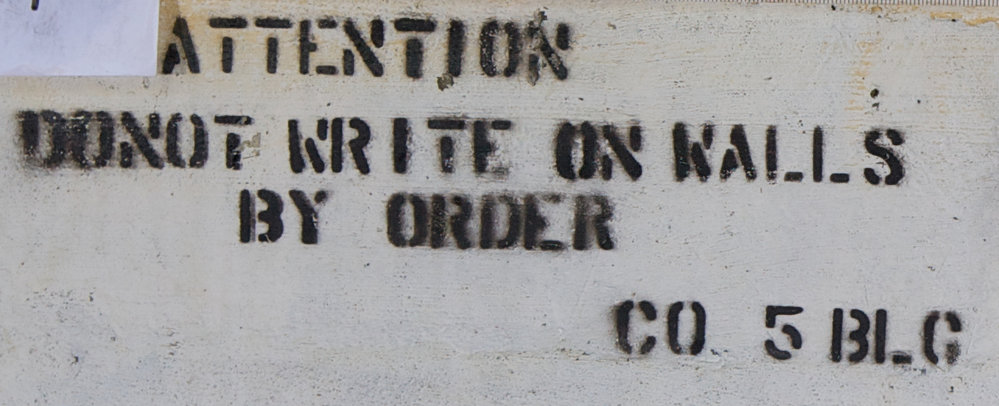 ATTENTION
DONOT WRITE ON WALLS
BY ORDER
CO 5 BLG